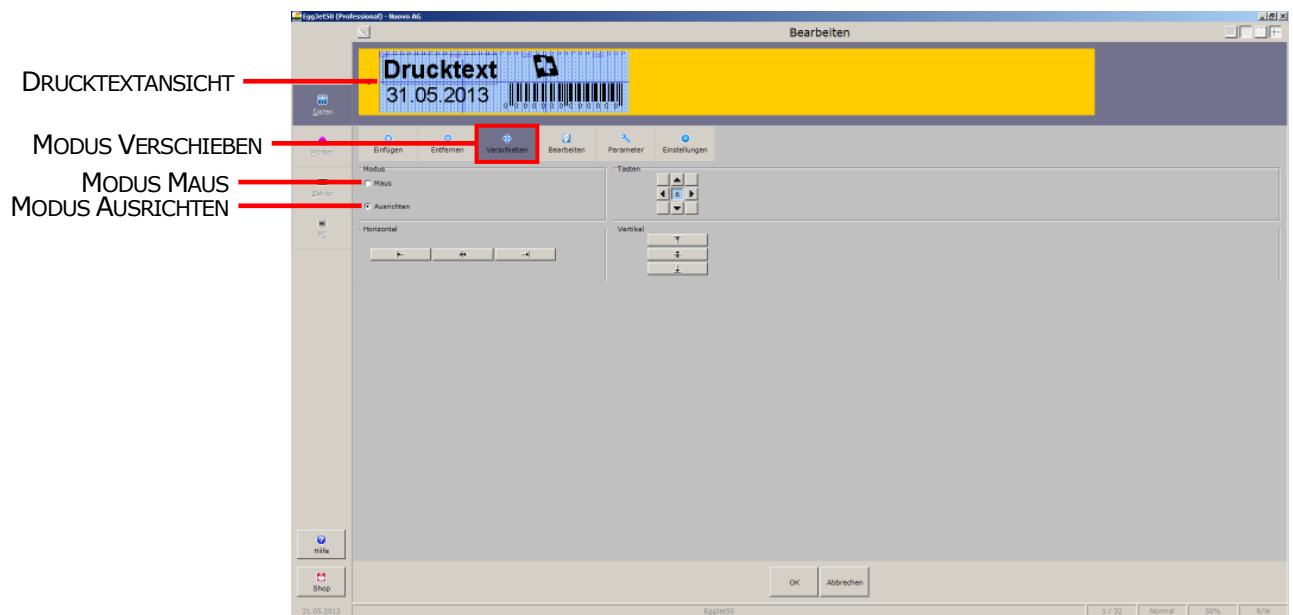 EggJet50 (Professional) - Nuovo AG
Bearbeiten
DRUCKTEXTANSICHT
Drucktext
31.05.2013
Daten
MODUS VERSCHIEBEN
Printer
Einfügen Entfernen Verschieben Bearbeiten Parameter Einstellungen
Modus
Tasten
MODUS MAUS
Maus
Zähler
6
MODUS AUSRICHTEN
Ausrichten
PC
Horizontal
Vertikal
Hilfe
Shop
OK Abbrechen
31.05.2013 EggJet50 1 / 32 Normal 50% R/W